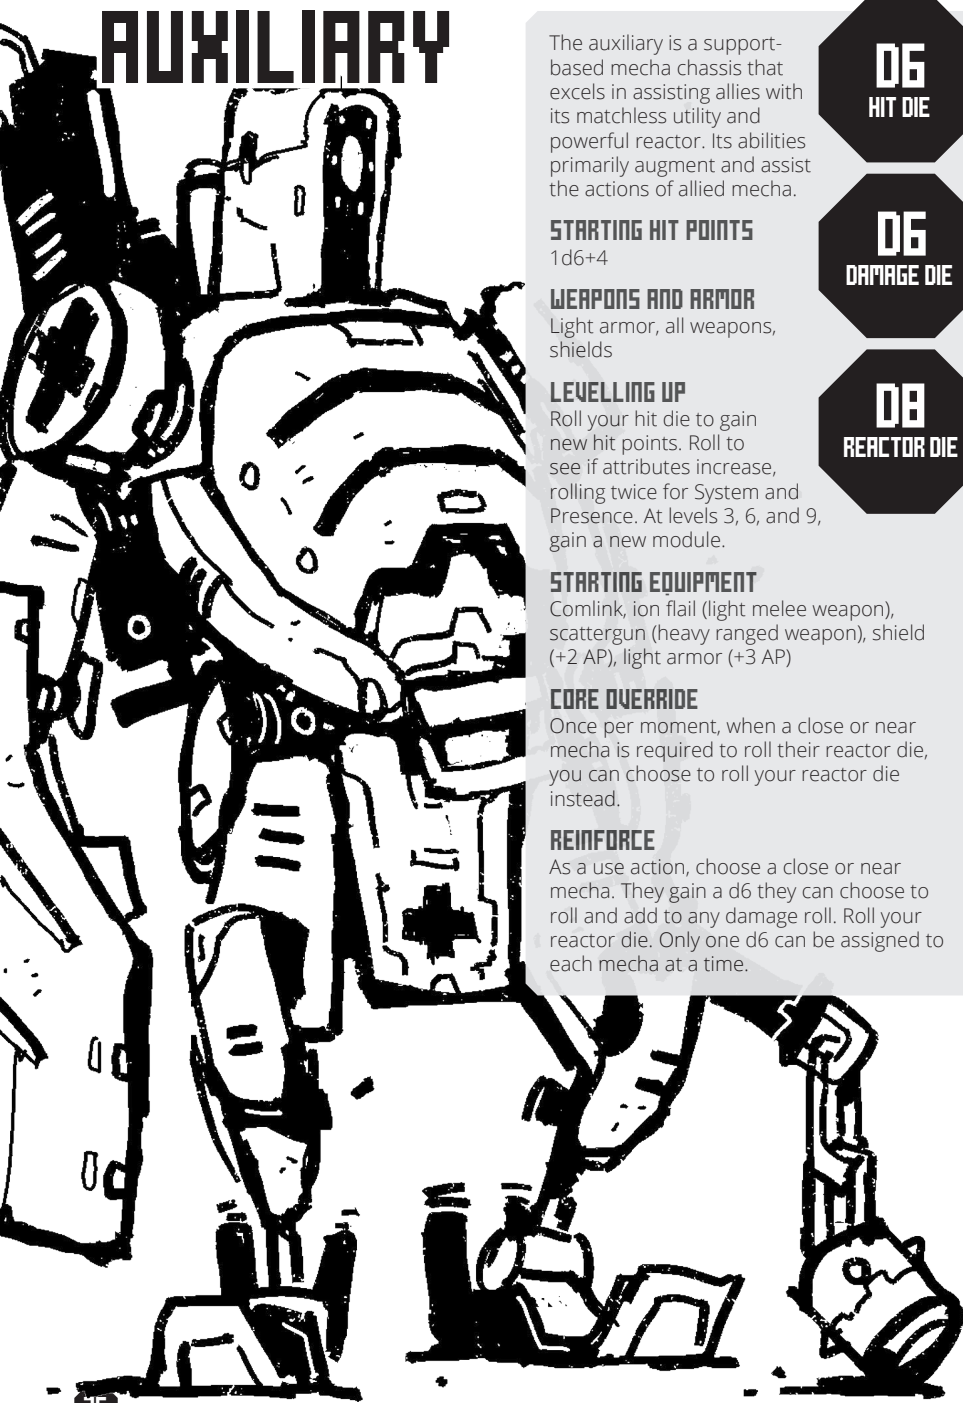 AUXILIARY
The auxiliary is a support-
based mecha chassis that
excels in assisting allies with
its matchless utility and
powerful reactor. Its abilities
primarily augment and assist
the actions of allied mecha.
D6
HIT DIE
D6
DAMAGE DIE
D8
REACTOR DIE
STARTING HIT POINTS
1d6+4
WEAPONS AND ARMOR
Light armor, all weapons,
shields
LEVELLING UP
Roll your hit die to gain
new hit points. Roll to
see if attributes increase,
rolling twice for System and
Presence. At levels 3, 6, and 9,
gain a new module.
STARTING EQUIPMENT
Comlink, ion flail (light melee weapon),
scattergun (heavy ranged weapon), shield
(+2 AP), light armor (+3 AP)
CORE OVERRIDE
Once per moment, when a close or near
mecha is required to roll their reactor die,
you can choose to roll your reactor die
instead.
REINFORCE
As a use action, choose a close or near
mecha. They gain a d6 they can choose to
roll and add to any damage roll. Roll your
reactor die. Only one d6 can be assigned to
each mecha at a time.